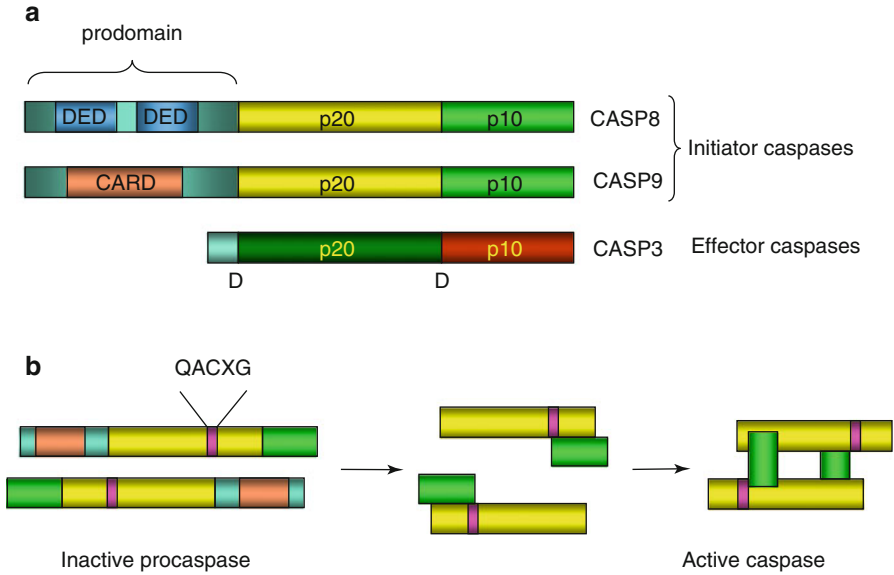 a
prodomain
DED DED p20 p10 CASP8
Initiator caspases
CARD p20 p10 CASP9
p20 p10 CASP3 Effector caspases
D D
b
QACXG
Inactive procaspase Active caspase